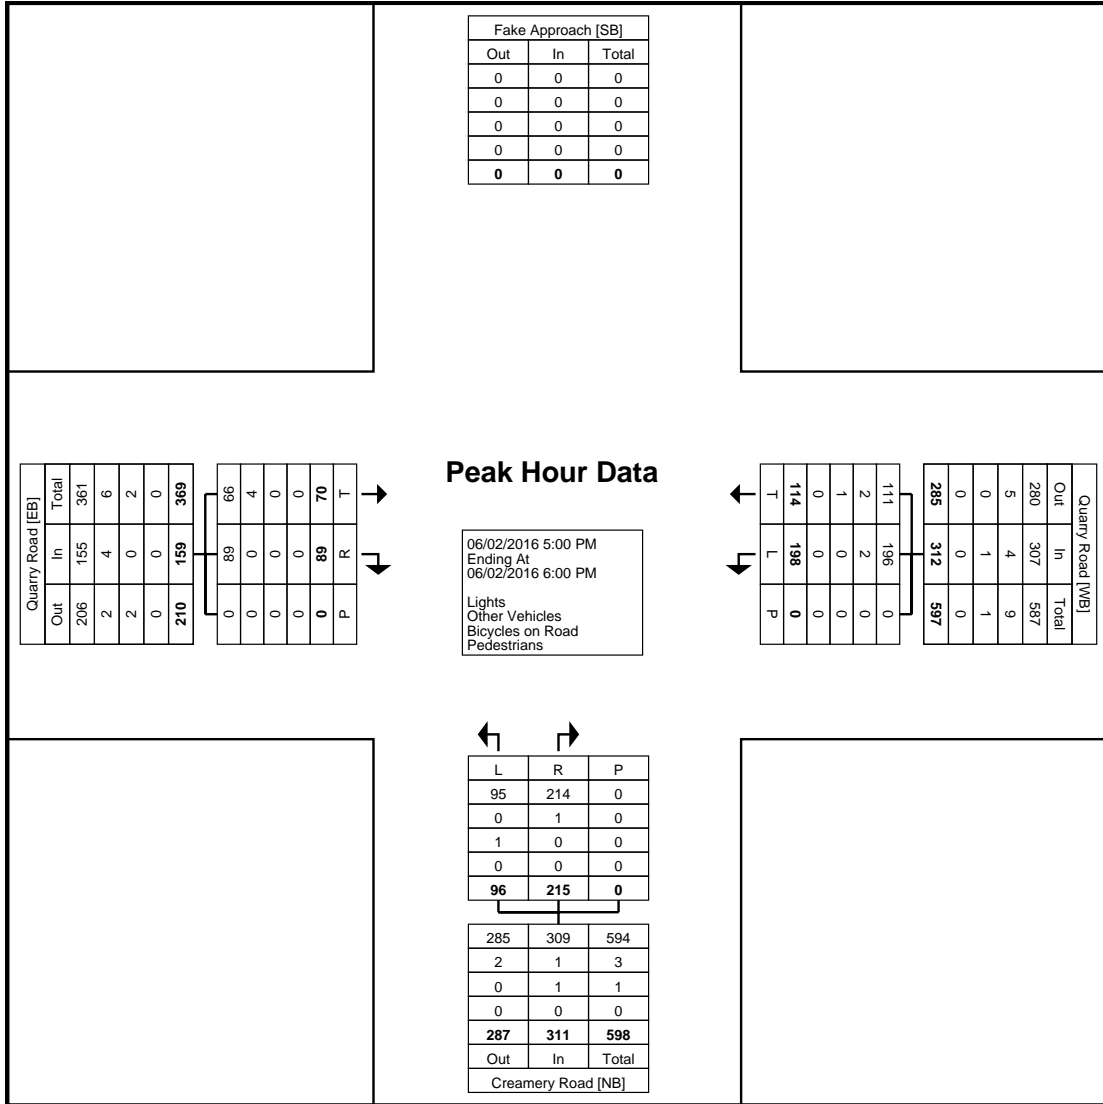 Fake Approach [SB]
Out In Total
0 0 0
0 0 0
0 0 0
0 0 0
0 0 0
Quarry Road [EB]
Out In Total
206 155 361
2 4 6
2 0 2
0 0 0
210 159 369
0 89 66
0 0 4
0 0 0
0 0 0
0 89 70
P R T
Peak Hour Data
06/02/2016 5:00 PM
Ending At
06/02/2016 6:00 PM
Lights
Other Vehicles
Bicycles on Road
Pedestrians
Quarry Road [WB]
Out In Total
280 307 587
5 4 9
0 1 1
0 0 0
285 312 597
111 196 0
2 2 0
1 0 0
0 0 0
114 198 0
T L P
L R P
95 214 0
0 1 0
1 0 0
0 0 0
96 215 0
285 309 594
2 1 3
0 1 1
0 0 0
287 311 598
Out In Total
Creamery Road [NB]